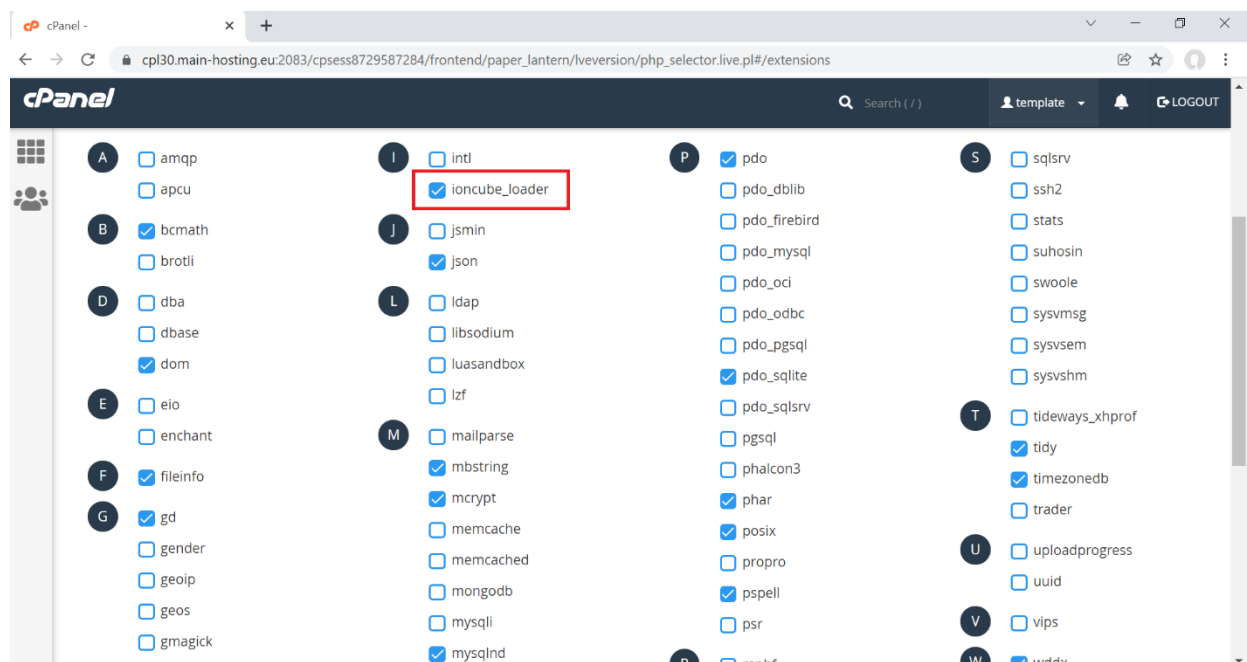 cPanel -
cpl30.main-hosting.eu:2083/cpsess8729587284/frontend/paper_lantern/lveversion/php_selector.live.pl#/extensions
cPanel
Search ( / )
template
LOGOUT
A
amqp
apcu
B
bcmath
brotli
D
dba
dbase
dom
E
eio
enchant
F
fileinfo
G
gd
gender
geoip
geos
gmagick
I
intl
ioncube_loader
J
jsmin
json
L
ldap
libsodium
luasandbox
lzf
M
mailparse
mbstring
mcrypt
memcache
memcached
mongodb
mysqli
mysqlnd
P
pdo
pdo_dblib
pdo_firebird
pdo_mysql
pdo_oci
pdo_odbc
pdo_pgsql
pdo_sqlite
pdo_sqlsrv
pgsql
phalcon3
phar
posix
propro
pspell
psr
S
sqlsrv
ssh2
stats
suhosin
swoole
sysvmsg
sysvsem
sysvshm
T
tideways_xhprof
tidy
timezonedb
trader
U
uploadprogress
uuid
V
vips
W
wddx